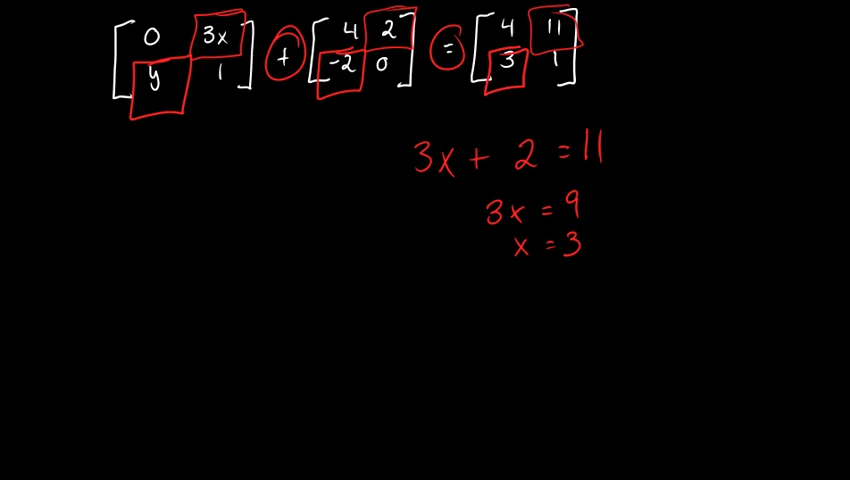 [ 0 3x ] + [ 4 2 ] = [ 4 11 ]
[ y 1 ] [ -2 0 ] [ 3 1 ]
3x + 2 = 11
3x = 9
x = 3